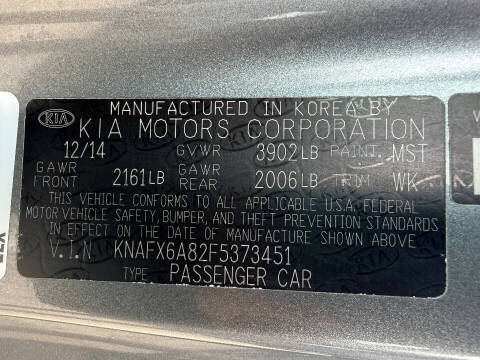 MANUFACTURED IN KOREA BY
KIA KIA MOTORS CORPORATION
12/14 GVWR 3902LB PAINT MST
GAWR FRONT 2161LB GAWR REAR 2006LB TRIM WK
THIS VEHICLE CONFORMS TO ALL APPLICABLE U.S.A. FEDERAL
MOTOR VEHICLE SAFETY, BUMPER, AND THEFT PREVENTION STANDARDS
IN EFFECT ON THE DATE OF MANUFACTURE SHOWN ABOVE.
V.I.N. KNAFX6A82F5373451
TYPE PASSENGER CAR